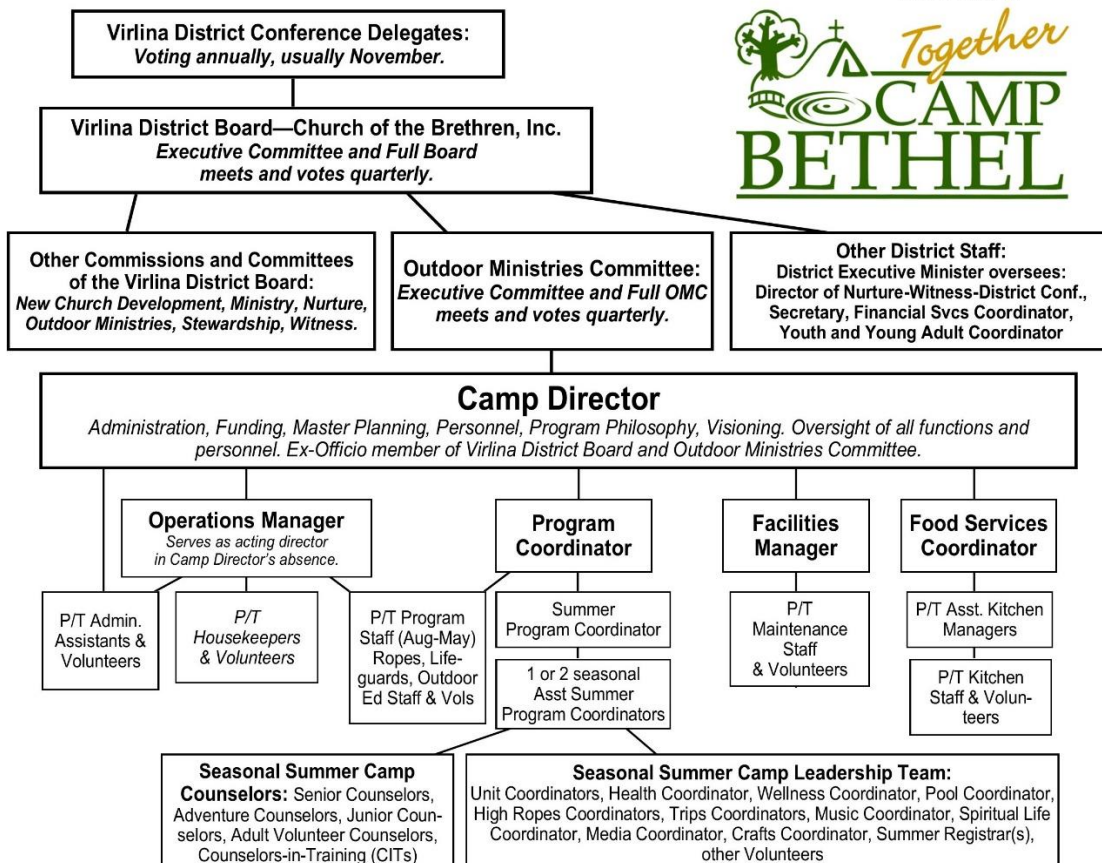 Virlina District Conference Delegates:
Voting annually, usually November.
Together
CAMP
BETHEL
Virlina District Board—Church of the Brethren, Inc.
Executive Committee and Full Board
meets and votes quarterly.
Other Commissions and Committees
of the Virlina District Board:
New Church Development, Ministry, Nurture,
Outdoor Ministries, Stewardship, Witness.
Outdoor Ministries Committee:
Executive Committee and Full OMC
meets and votes quarterly.
Other District Staff:
District Executive Minister oversees:
Director of Nurture-Witness-District Conf.,
Secretary, Financial Svcs Coordinator,
Youth and Young Adult Coordinator
Camp Director
Administration, Funding, Master Planning, Personnel, Program Philosophy, Visioning. Oversight of all functions and
personnel. Ex-Officio member of Virlina District Board and Outdoor Ministries Committee.
Operations Manager
Serves as acting director
in Camp Director's absence.
Program
Coordinator
Facilities
Manager
Food Services
Coordinator
P/T Admin.
Assistants &
Volunteers
P/T
Housekeepers
& Volunteers
P/T Program
Staff (Aug-May)
Ropes, Life-
guards, Outdoor
Ed Staff & Vols
Summer
Program Coordinator
1 or 2 seasonal
Asst Summer
Program Coordinators
P/T
Maintenance
Staff
& Volunteers
P/T Asst. Kitchen
Managers
P/T Kitchen
Staff & Volun-
teers
Seasonal Summer Camp
Counselors: Senior Counselors,
Adventure Counselors, Junior Coun-
selors, Adult Volunteer Counselors,
Counselors-in-Training (CITs)
Seasonal Summer Camp Leadership Team:
Unit Coordinators, Health Coordinator, Wellness Coordinator, Pool Coordinator,
High Ropes Coordinators, Trips Coordinators, Music Coordinator, Spiritual Life
Coordinator, Media Coordinator, Crafts Coordinator, Summer Registrar(s),
other Volunteers